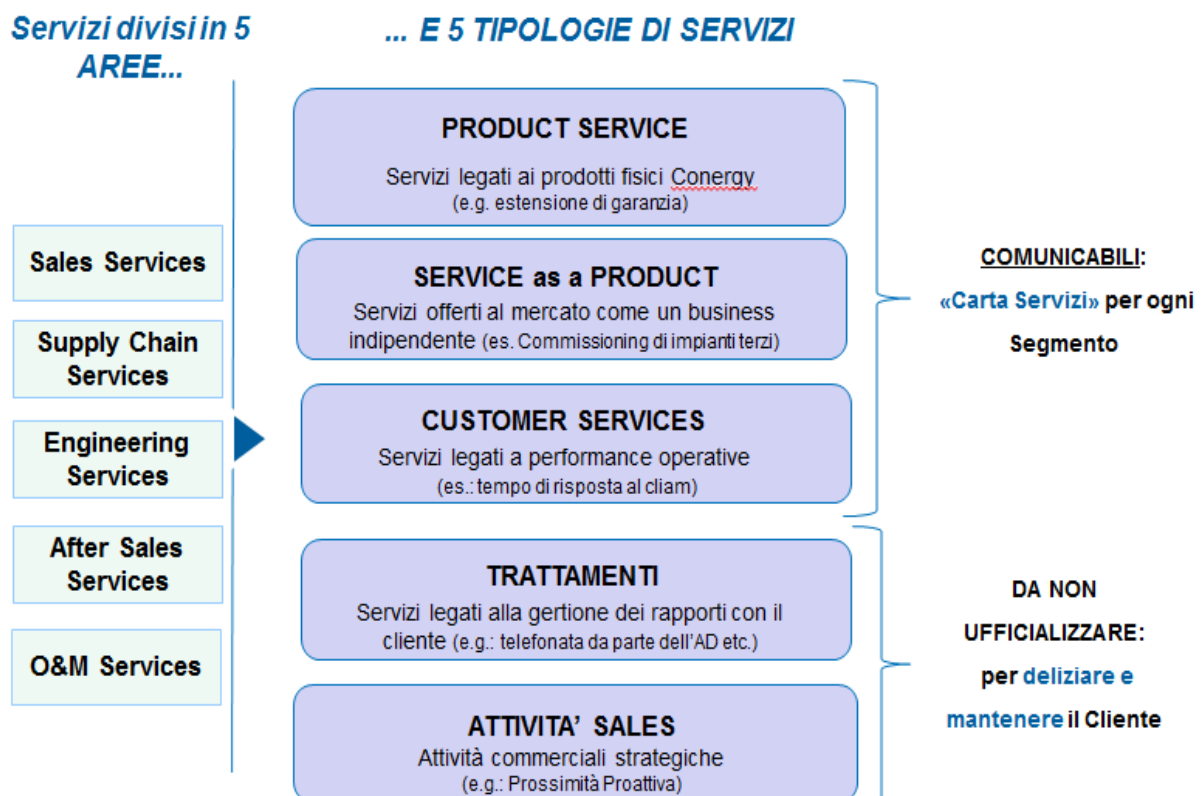 Servizi divisi in 5
AREE...
... E 5 TIPOLOGIE DI SERVIZI
Sales Services
Supply Chain
Services
Engineering
Services
After Sales
Services
O&M Services
PRODUCT SERVICE
Servizi legati ai prodotti fisici Conergy
(e.g. estensione di garanzia)
SERVICE as a PRODUCT
Servizi offerti al mercato come un business
indipendente (es. Commissioning di impianti terzi)
CUSTOMER SERVICES
Servizi legati a performance operative
(es.: tempo di risposta al cliam)
TRATTAMENTI
Servizi legati alla gertione dei rapporti con il
cliente (e.g.: telefonata da parte dell'AD etc.)
ATTIVITA' SALES
Attività commerciali strategiche
(e.g.: Prossimità Proattiva)
COMUNICABILI:
«Carta Servizi» per ogni
Segmento
DA NON
UFFICIALIZZARE:
per deliziare e
mantenere il Cliente